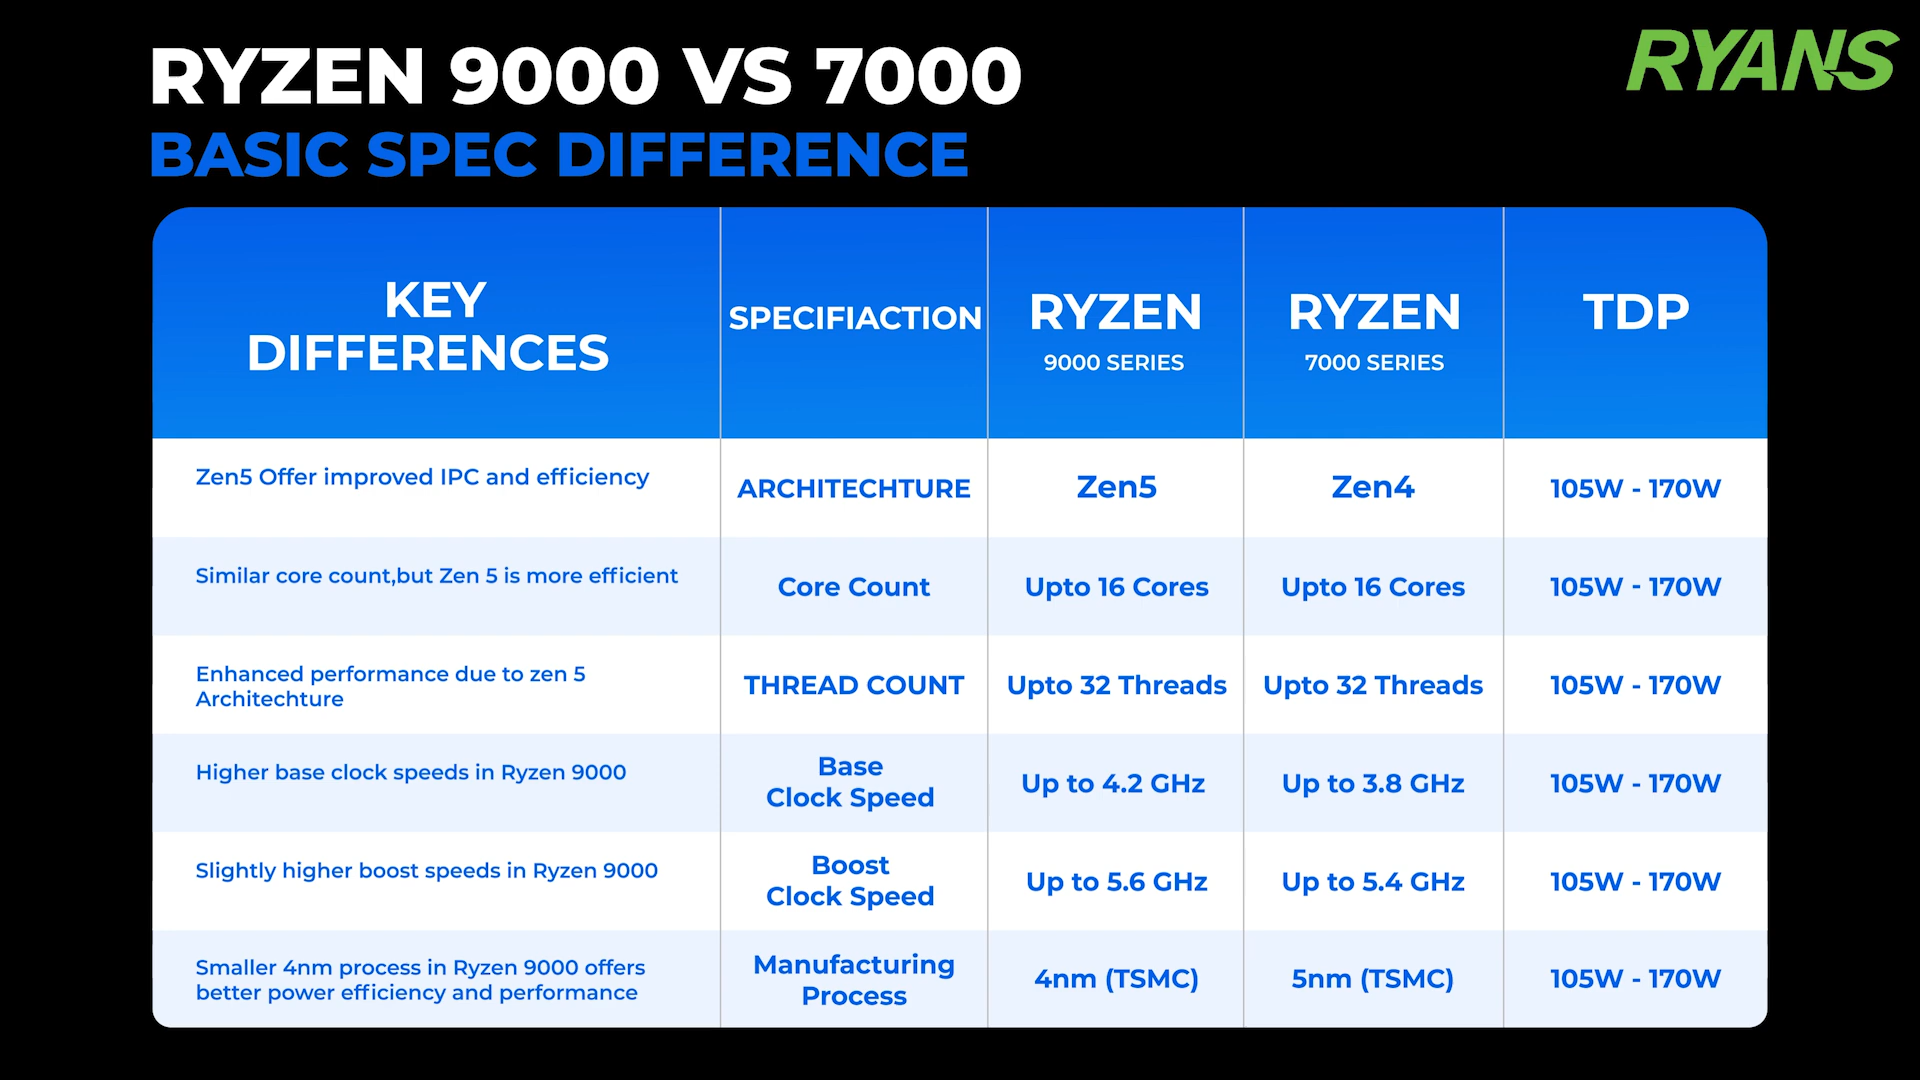 RYZEN 9000 VS 7000
BASIC SPEC DIFFERENCE
RYANS
KEY
DIFFERENCES
SPECIFIACTION
RYZEN
9000 SERIES
RYZEN
7000 SERIES
TDP
Zen5 Offer improved IPC and efficiency
ARCHITECHTURE
Zen5
Zen4
105W - 170W
Similar core count,but Zen 5 is more efficient
Core Count
Upto 16 Cores
Upto 16 Cores
105W - 170W
Enhanced performance due to zen 5
Architechture
THREAD COUNT
Upto 32 Threads
Upto 32 Threads
105W - 170W
Higher base clock speeds in Ryzen 9000
Base
Clock Speed
Up to 4.2 GHz
Up to 3.8 GHz
105W - 170W
Slightly higher boost speeds in Ryzen 9000
Boost
Clock Speed
Up to 5.6 GHz
Up to 5.4 GHz
105W - 170W
Smaller 4nm process in Ryzen 9000 offers
better power efficiency and performance
Manufacturing
Process
4nm (TSMC)
5nm (TSMC)
105W - 170W